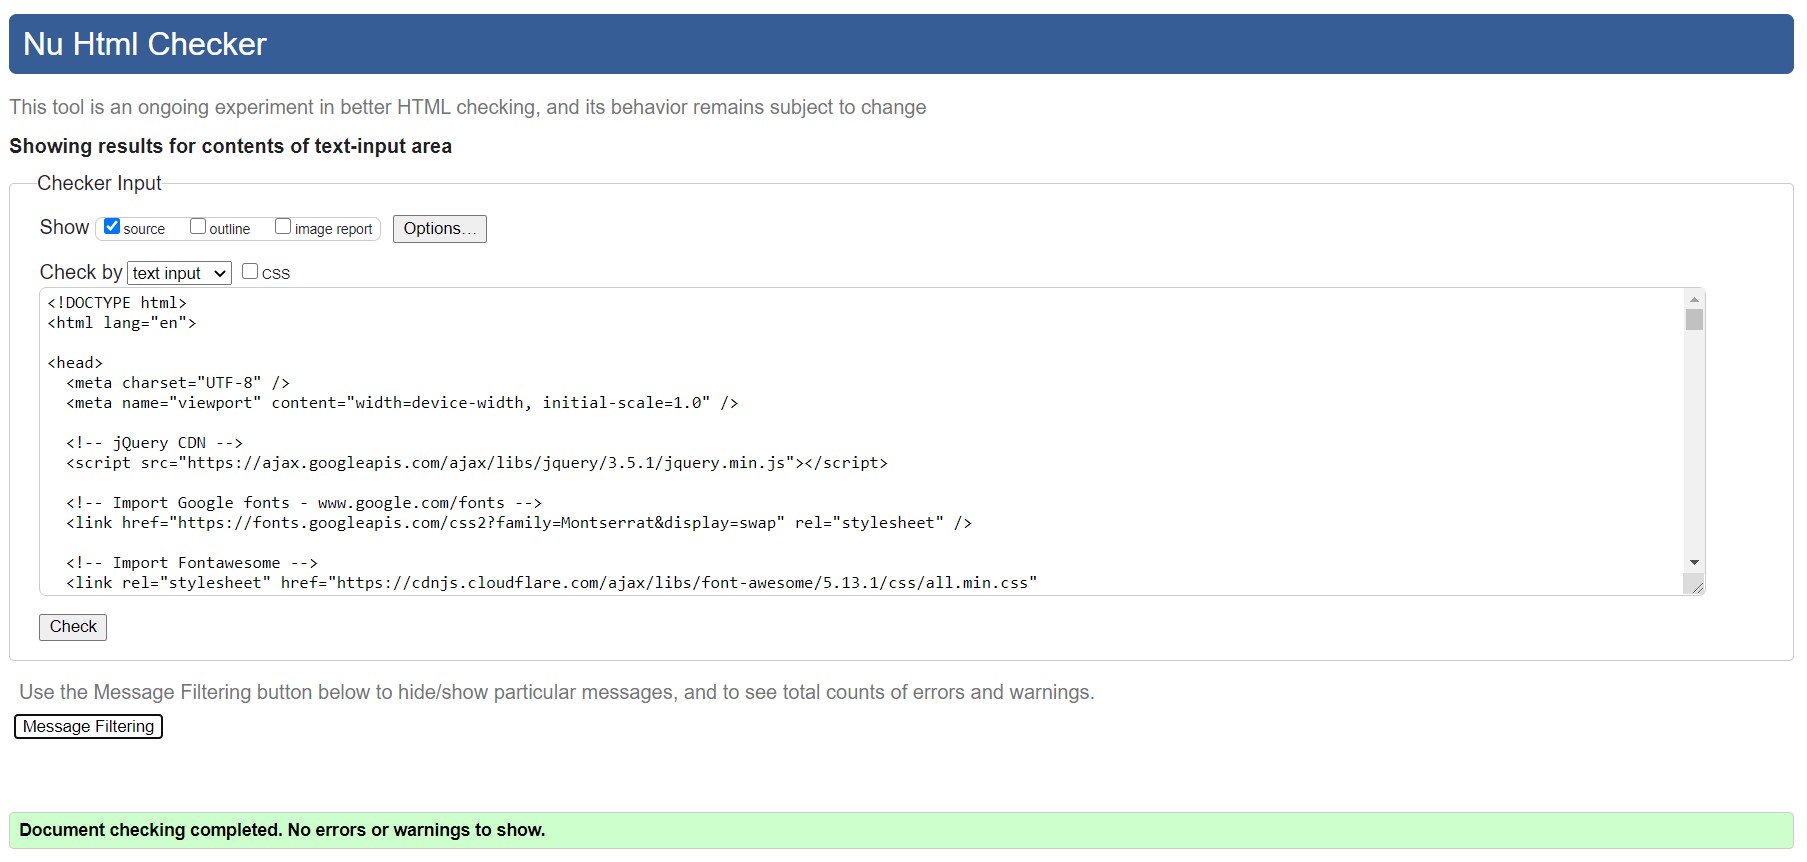 Nu Html Checker
This tool is an ongoing experiment in better HTML checking, and its behavior remains subject to change
Showing results for contents of text-input area
Checker Input
Show source outline image report Options...
Check by text input CSS
<!DOCTYPE html>
<html lang="en">
<head>
<meta charset="UTF-8" />
<meta name="viewport" content="width=device-width, initial-scale=1.0" />
<!-- jQuery CDN -->
<script src="https://ajax.googleapis.com/ajax/libs/jquery/3.5.1/jquery.min.js"></script>
<!-- Import Google fonts - www.google.com/fonts -->
<link href="https://fonts.googleapis.com/css2?family=Montserrat&display=swap" rel="stylesheet" />
<!-- Import Fontawesome -->
<link rel="stylesheet" href="https://cdnjs.cloudflare.com/ajax/libs/font-awesome/5.13.1/css/all.min.css"
Check
Use the Message Filtering button below to hide/show particular messages, and to see total counts of errors and warnings.
Message Filtering
Document checking completed. No errors or warnings to show.